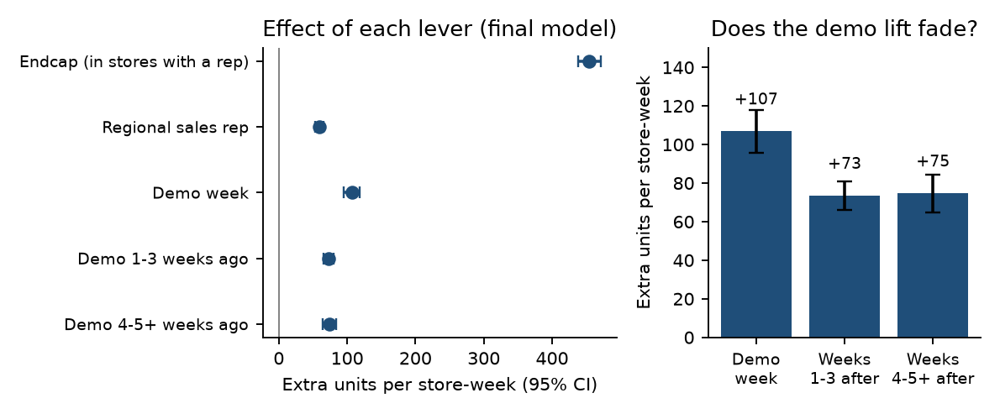 Effect of each lever (final model)
Endcap (in stores with a rep)
Regional sales rep
Demo week
Demo 1-3 weeks ago
Demo 4-5+ weeks ago
0 100 200 300 400
Extra units per store-week (95% CI)
Does the demo lift fade?
Extra units per store-week
140
120
100
80
60
40
20
0
+107
+73
+75
Demo
week
Weeks
1-3 after
Weeks
4-5+ after